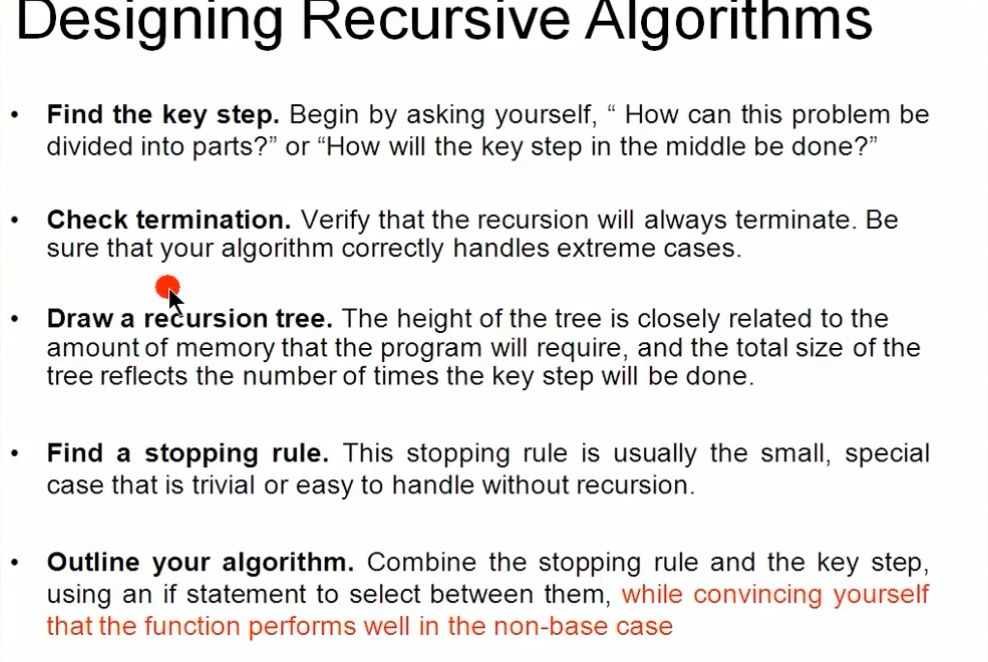 Designing Recursive Algorithms
• Find the key step. Begin by asking yourself, “ How can this problem be
divided into parts?” or “How will the key step in the middle be done?”
• Check termination. Verify that the recursion will always terminate. Be
sure that your algorithm correctly handles extreme cases.
• Draw a recursion tree. The height of the tree is closely related to the
amount of memory that the program will require, and the total size of the
tree reflects the number of times the key step will be done.
• Find a stopping rule. This stopping rule is usually the small, special
case that is trivial or easy to handle without recursion.
• Outline your algorithm. Combine the stopping rule and the key step,
using an if statement to select between them, while convincing yourself
that the function performs well in the non-base case